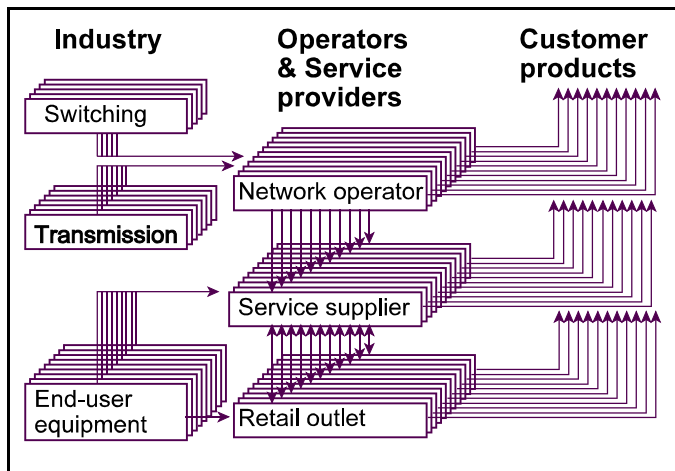 Industry
Operators
& Service
providers
Customer
products
Switching
Transmission
Network operator
Service supplier
End-user
equipment
Retail outlet